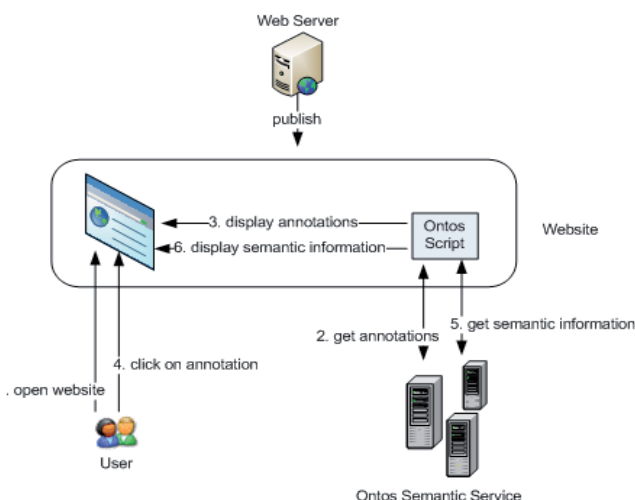 Web Server
publish
3. display annotations
6. display semantic information
Ontos
Script
Website
2. get annotations
5. get semantic information
4. click on annotation
. open website
User
Ontos Semantic Service